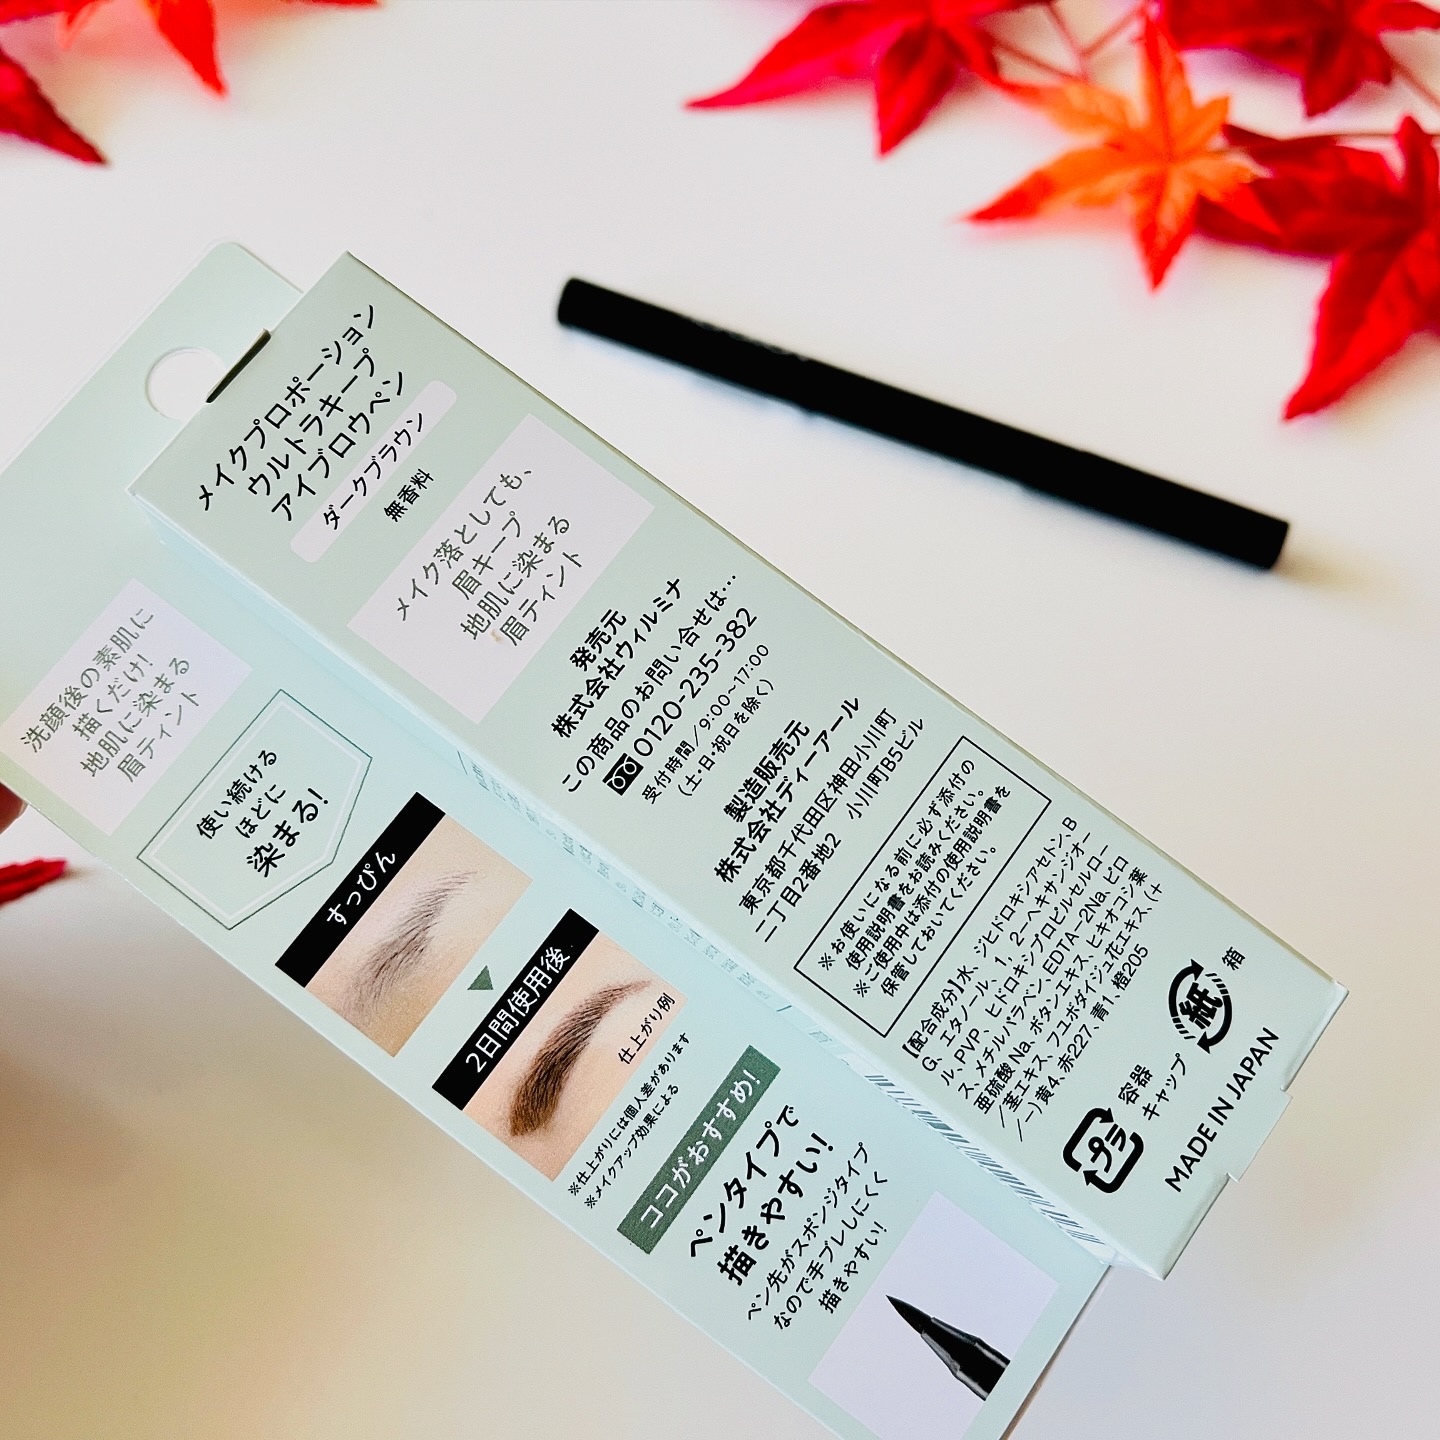 メイクプロポーション
ウルトラキープ
アイブロウペン
ダークブラウン
無香料
メイク落としても、
眉キープ
地肌に染まる
眉ティント
発売元
株式会社ウィルミナ
この商品のお問い合せは…
0120-235-382
受付時間／9:00~17:00
(土・日・祝日を除く)
製造販売元
株式会社ディーアール
東京都千代田区神田小川町
二丁目2番地2 小川町B5ビル
※お使いになる前に必ず添付の
使用説明書をお読みください。
※ご使用中は添付の使用説明書を
保管しておいてください。
【配合成分】水、ジヒドロキシアセトン、B
G、エタノール、1，2－ヘキサンジオー
ル、PVP、ヒドロキシプロピルセルロー
ス、メチルパラベン、EDTA－2Na、ピロ
亜硫酸Na、ボタンエキス、ヒキオコシ葉
／茎エキス、フユボダイジュ花エキス、(＋
／－)黄4、赤227、青1、橙205
プラ
容器
キャップ
紙
箱
MADE IN JAPAN
洗顔後の素肌に
描くだけ!
地肌に染まる
眉ティント
使い続ける
ほどに
染まる!
すっぴん
2日間使用後
仕上がり例
※仕上がりには個人差があります
※メイクアップ効果による
ココがおすすめ!
ペンタイプで
描きやすい!
ペン先がスポンジタイプ
なので手ブレしにくく
描きやすい!